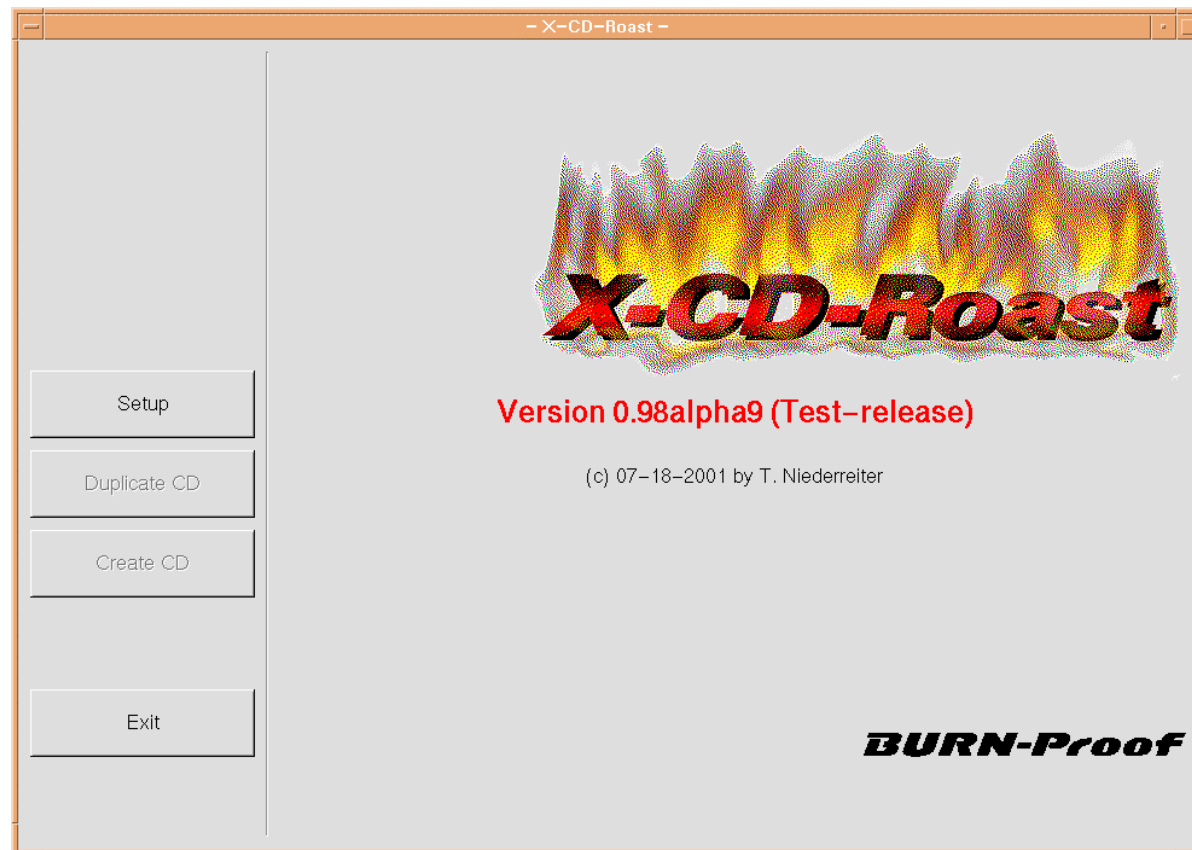 – X–CD–Roast –
X-CD-Roast
Version 0.98alpha9 (Test–release)
(c) 07–18–2001 by T. Niederreiter
Setup
Duplicate CD
Create CD
Exit
BURN-Proof